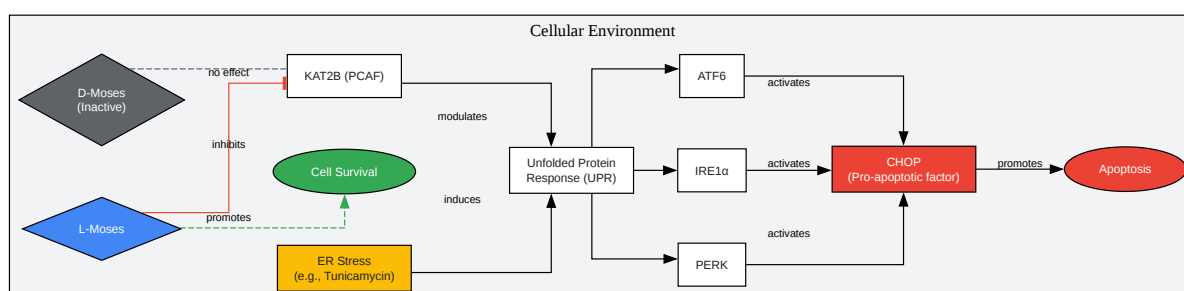 Cellular Environment
D-Moses
(Inactive)
no effect
KAT2B (PCAF)
ATF6
activates
modulates
inhibits
Cell Survival
Unfolded Protein
Response (UPR)
IRE1α
activates
CHOP
(Pro-apoptotic factor)
promotes
Apoptosis
L-Moses
promotes
induces
ER Stress
(e.g., Tunicamycin)
PERK
activates